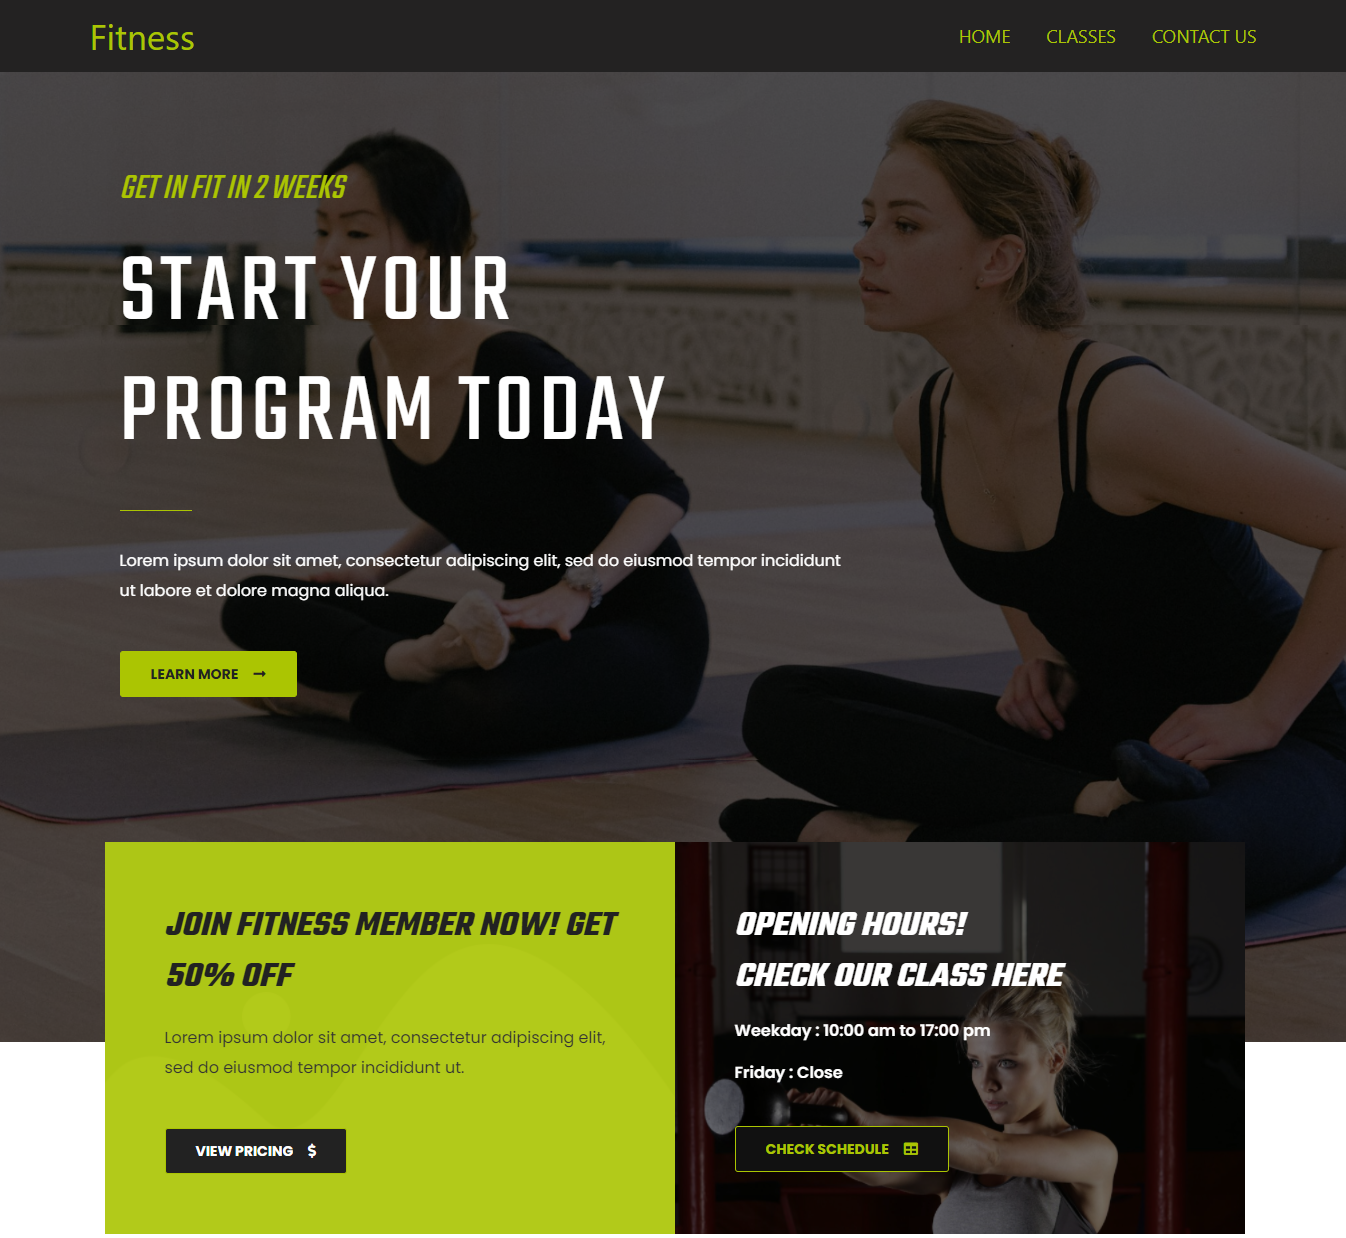 Fitness
HOME CLASSES CONTACT US
GET IN FIT IN 2 WEEKS
START YOUR
PROGRAM TODAY
Lorem ipsum dolor sit amet, consectetur adipiscing elit, sed do eiusmod tempor incididunt
ut labore et dolore magna aliqua.
LEARN MORE
JOIN FITNESS MEMBER NOW! GET
50% OFF
Lorem ipsum dolor sit amet, consectetur adipiscing elit,
sed do eiusmod tempor incididunt ut.
VIEW PRICING $
OPENING HOURS!
CHECK OUR CLASS HERE
Weekday : 10:00 am to 17:00 pm
Friday : Close
CHECK SCHEDULE